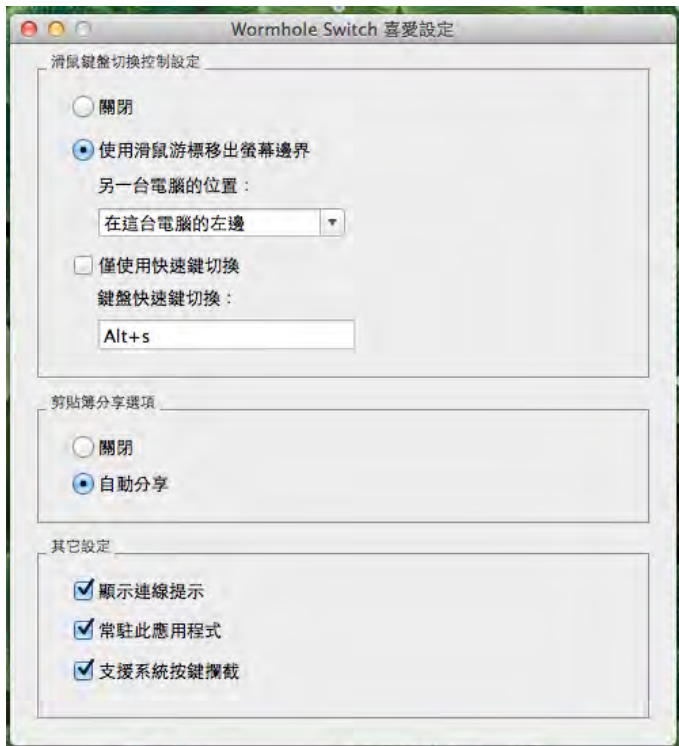 Wormhole Switch 喜愛設定
滑鼠鍵盤切換控制設定
關閉
使用滑鼠游標移出螢幕邊界
另一台電腦的位置：
在這台電腦的左邊
僅使用快速鍵切換
鍵盤快速鍵切換：
Alt+s
剪貼簿分享選項
關閉
自動分享
其它設定
顯示連線提示
常駐此應用程式
支援系統按鍵攔截